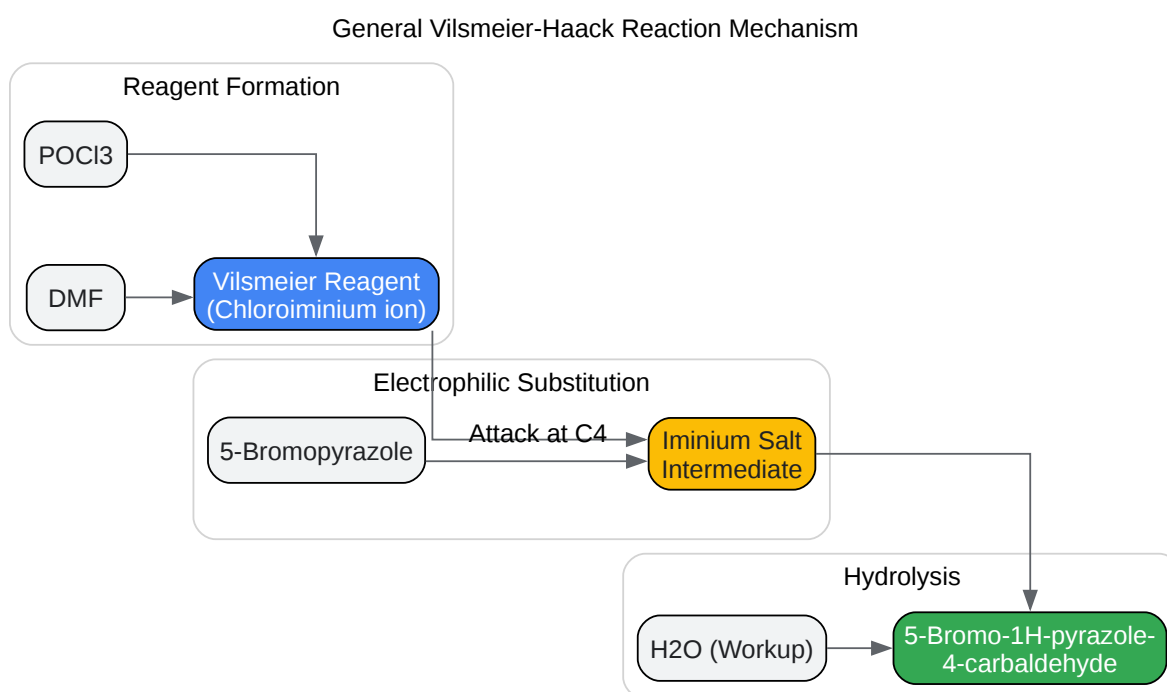 General Vilsmeier-Haack Reaction Mechanism
Reagent Formation
POCl3
DMF
Vilsmeier Reagent
(Chloroiminium ion)
Electrophilic Substitution
5-Bromopyrazole
Attack at C4
Iminium Salt
Intermediate
Hydrolysis
H2O (Workup)
5-Bromo-1H-pyrazole-
4-carbaldehyde